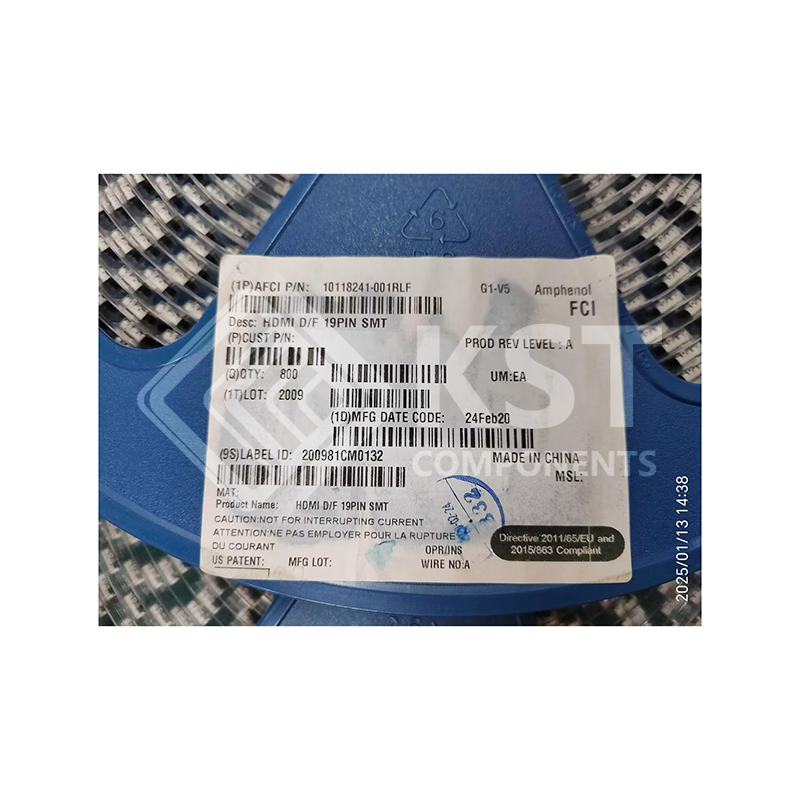 6
(1P)AFCI P/N: 10118241-001RLF G1-V5 Amphenol
FCI
Desc: HDMI D/F 19PIN SMT
(P)CUST P/N: PROD REV LEVEL : A
(Q)QTY: 800 UM:EA
(1T)LOT: 2009
(1D)MFG DATE CODE: 24Feb20
(9S)LABEL ID: 200981CM0132 MADE IN CHINA
MSL:
MAT:
Product Name: HDMI D/F 19PIN SMT
CAUTION:NOT FOR INTERRUPTING CURRENT
ATTENTION:NE PAS EMPLOYER POUR LA RUPTURE
DU COURANT
OPR/INS
US PATENT: MFG LOT: WIRE NO:A
Directive 2011/65/EU and
2015/863 Compliant
332
KST
COMPONENTS
2025/01/13 14:38